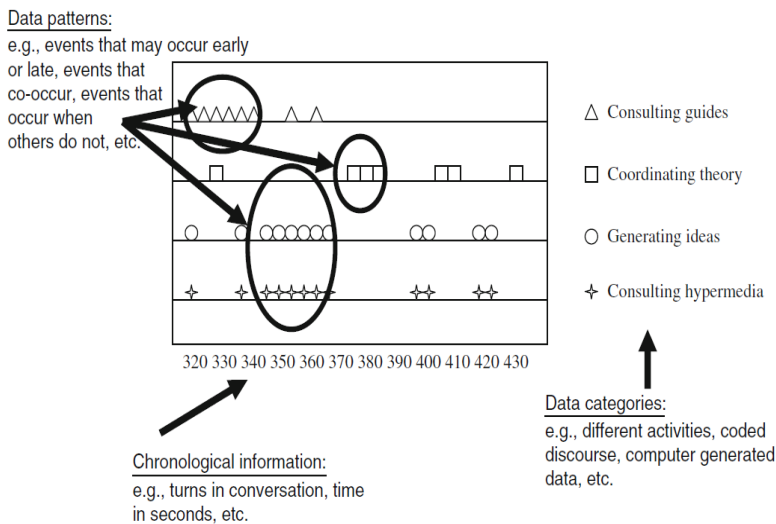 Data patterns:
e.g., events that may occur early
or late, events that
co-occur, events that
occur when
others do not, etc.
Consulting guides
Coordinating theory
Generating ideas
Consulting hypermedia
320 330 340 350 360 370 380 390 400 410 420 430
Data categories:
e.g., different activities, coded
discourse, computer generated
data, etc.
Chronological information:
e.g., turns in conversation, time
in seconds, etc.